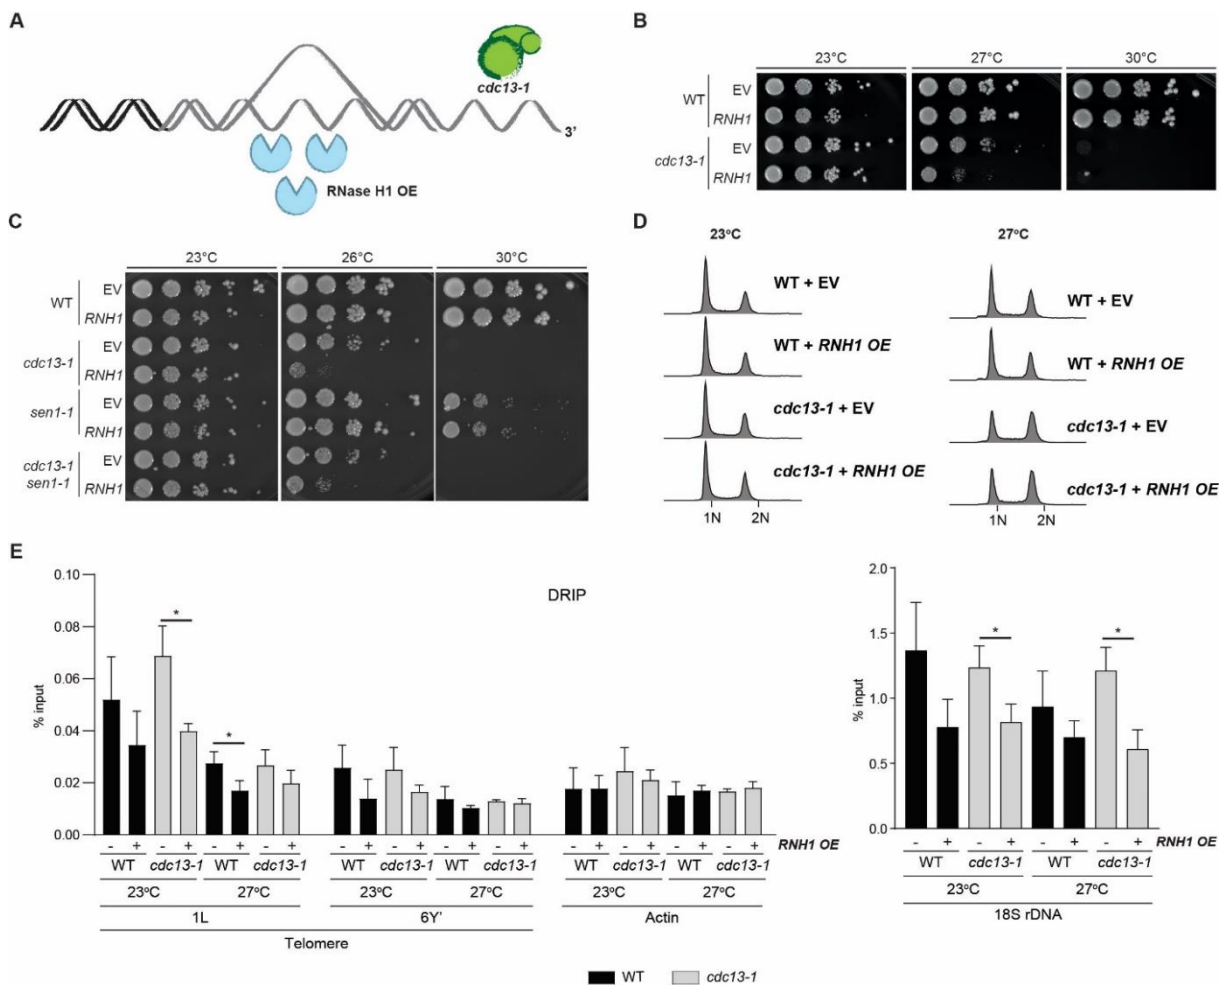 A
cdc13-1
3'
RNase H1 OE
B
23°C 27°C 30°C
WT EV
RNH1
cdc13-1 EV
RNH1
C
23°C 26°C 30°C
WT EV
RNH1
cdc13-1 EV
RNH1
sen1-1 EV
RNH1
cdc13-1 sen1-1 EV
RNH1
D
23°C 27°C
WT + EV WT + EV
WT + RNH1 OE WT + RNH1 OE
cdc13-1 + EV cdc13-1 + EV
cdc13-1 + RNH1 OE cdc13-1 + RNH1 OE
1N 2N 1N 2N
E
DRIP
% input
0.10
0.08
0.06
0.04
0.02
0.00
* *
- + - + - + - + - + - + - + - + - + - + - + - + RNH1 OE
WT cdc13-1 WT cdc13-1 WT cdc13-1 WT cdc13-1 WT cdc13-1 WT cdc13-1
23°C 27°C 23°C 27°C 23°C 27°C
1L 6Y' Actin
Telomere
% input
2.0
1.5
1.0
0.5
0.0
* *
- + - + - + - + RNH1 OE
WT cdc13-1 WT cdc13-1
23°C 27°C
18S rDNA
WT cdc13-1